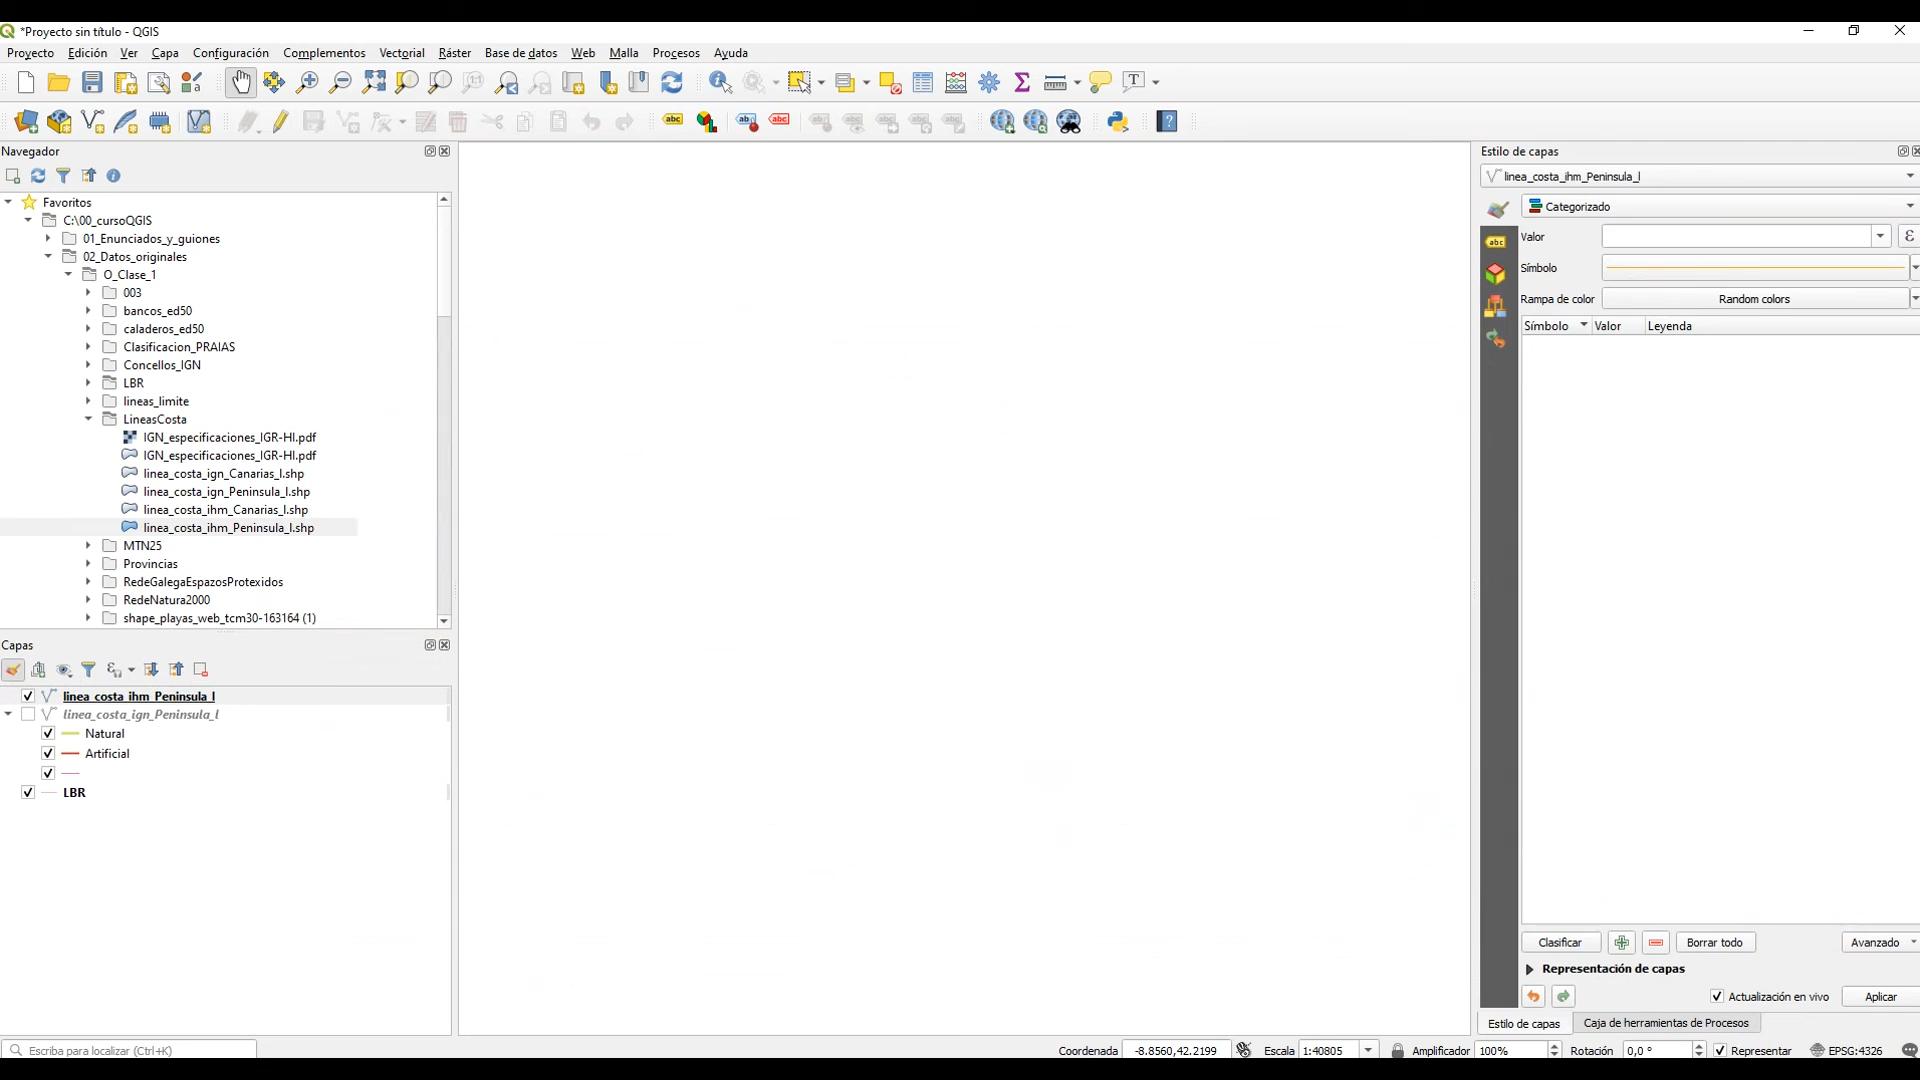 *Proyecto sin título - QGIS
Proyecto Edición Ver Capa Configuración Complementos Vectorial Ráster Base de datos Web Malla Procesos Ayuda
Navegador
Favoritos
C:\00_cursoQGIS
01_Enunciados_y_guiones
02_Datos_originales
O_Clase_1
003
bancos_ed50
caladeros_ed50
Clasificacion_PRAIAS
Concellos_IGN
LBR
lineas_limite
LineasCosta
IGN_especificaciones_IGR-HI.pdf
IGN_especificaciones_IGR-HI.pdf
linea_costa_ign_Canarias_l.shp
linea_costa_ign_Peninsula_l.shp
linea_costa_ihm_Canarias_l.shp
linea_costa_ihm_Peninsula_l.shp
MTN25
Provincias
RedeGalegaEspazosProtexidos
RedeNatura2000
shape_playas_web_tcm30-163164 (1)
Capas
linea_costa_ihm_Peninsula_l
linea_costa_ign_Peninsula_l
Natural
Artificial
LBR
Escriba para localizar (Ctrl+K)
Estilo de capas
linea_costa_ihm_Peninsula_l
Categorizado
Valor
Símbolo
Rampa de color Random colors
Símbolo Valor Leyenda
Clasificar Borrar todo Avanzado
Representación de capas
Actualización en vivo Aplicar
Estilo de capas Caja de herramientas de Procesos
Coordenada -8.8560,42.2199 Escala 1:40805 Amplificador 100% Rotación 0,0 ° Representar EPSG:4326